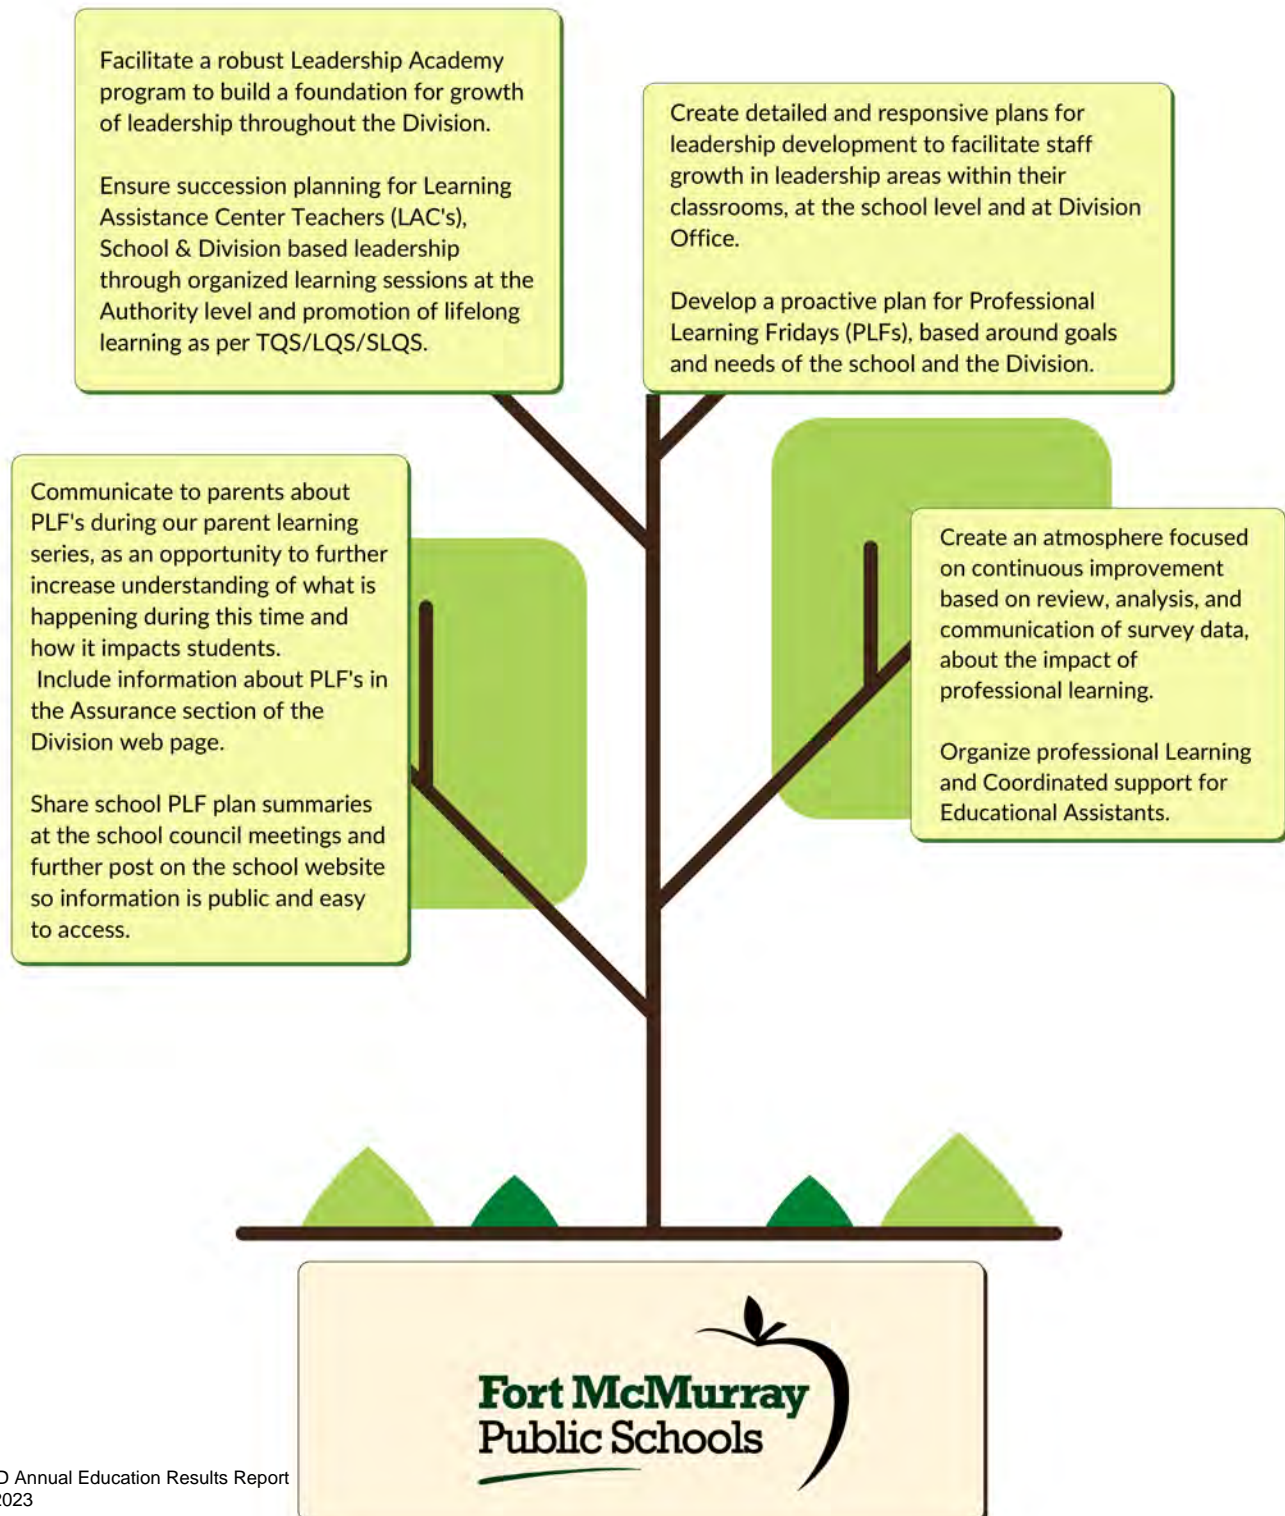 Facilitate a robust Leadership Academy
program to build a foundation for growth
of leadership throughout the Division.
Ensure succession planning for Learning
Assistance Center Teachers (LAC's),
School & Division based leadership
through organized learning sessions at the
Authority level and promotion of lifelong
learning as per TQS/LQS/SLQS.
Create detailed and responsive plans for
leadership development to facilitate staff
growth in leadership areas within their
classrooms, at the school level and at Division
Office.
Develop a proactive plan for Professional
Learning Fridays (PLFs), based around goals
and needs of the school and the Division.
Communicate to parents about
PLF's during our parent learning
series, as an opportunity to further
increase understanding of what is
happening during this time and
how it impacts students.
Include information about PLF's in
the Assurance section of the
Division web page.
Share school PLF plan summaries
at the school council meetings and
further post on the school website
so information is public and easy
to access.
Create an atmosphere focused
on continuous improvement
based on review, analysis, and
communication of survey data,
about the impact of
professional learning.
Organize professional Learning
and Coordinated support for
Educational Assistants.
Fort McMurray
Public Schools
D Annual Education Results Report
2023